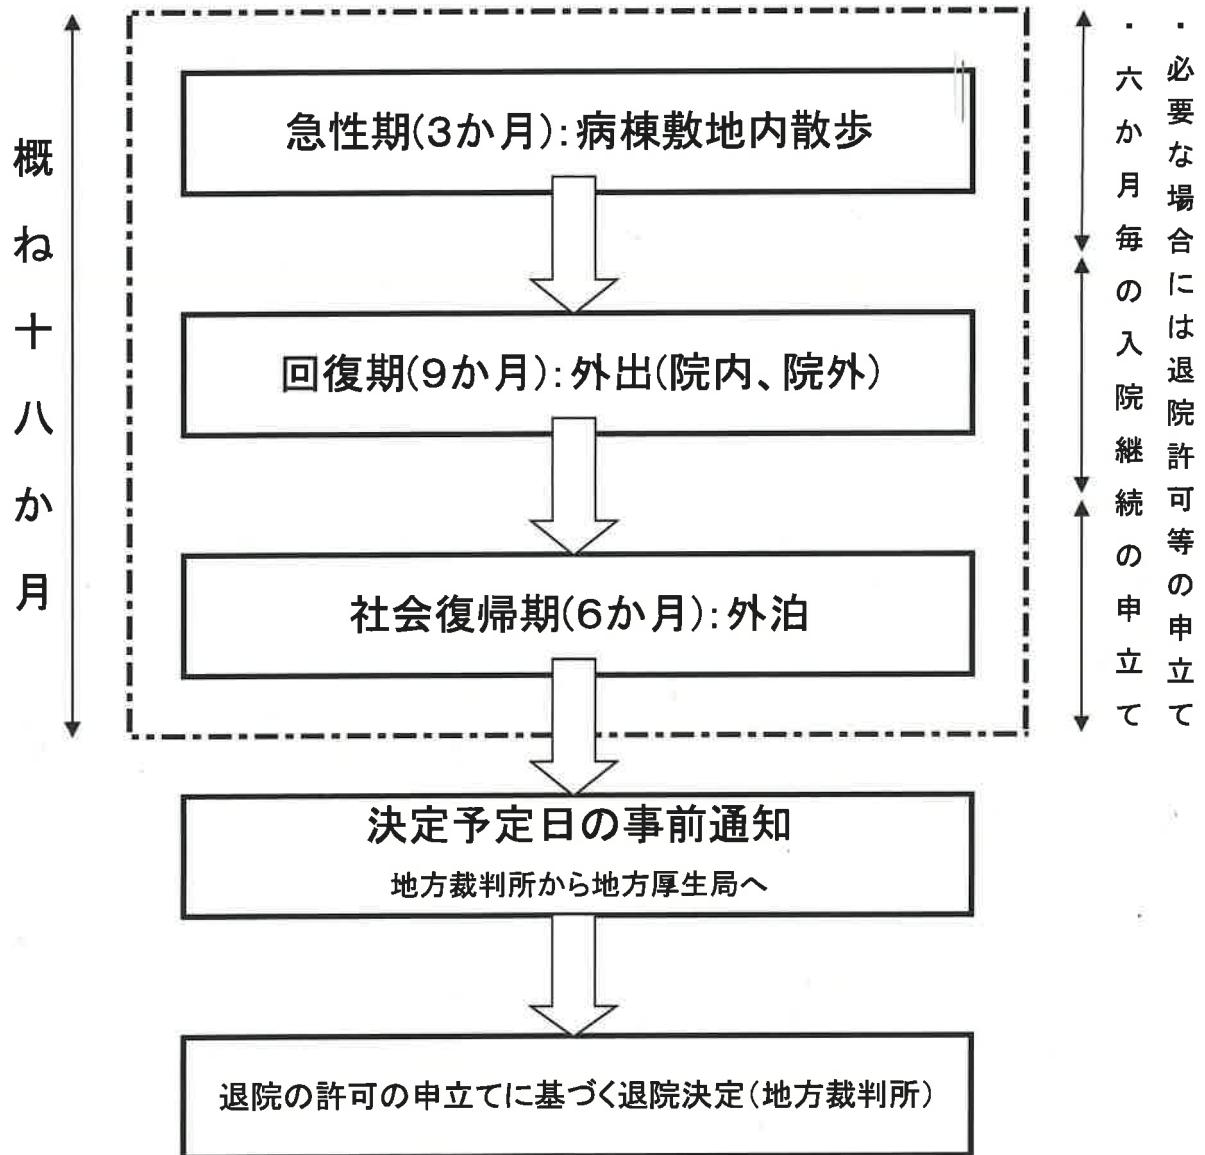 概ね十八か月
急性期(3か月):病棟敷地内散歩
回復期(9か月):外出(院内、院外)
社会復帰期(6か月):外泊
決定予定日の事前通知
地方裁判所から地方厚生局へ
退院の許可の申立てに基づく退院決定(地方裁判所)
・必要な場合には退院許可等の申立て
・六か月毎の入院継続の申立て